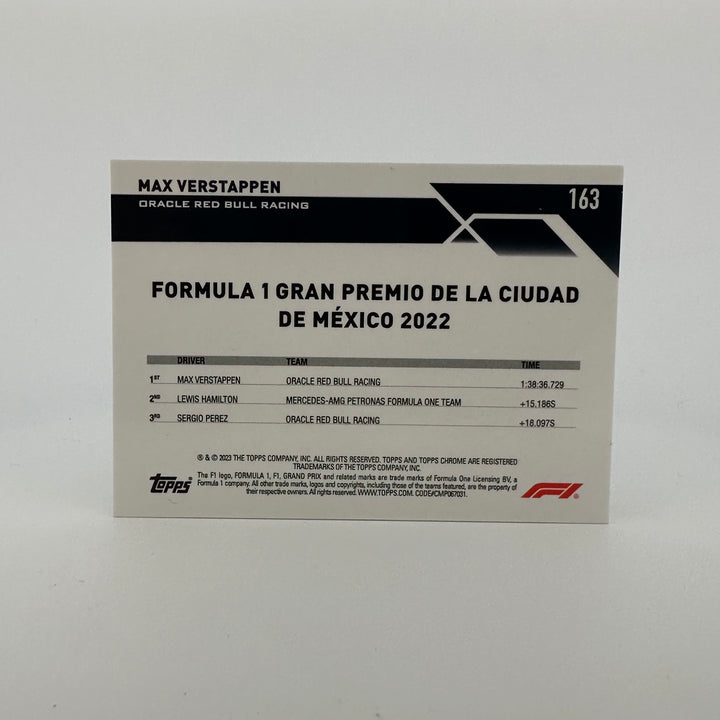 MAX VERSTAPPEN
ORACLE RED BULL RACING
163
FORMULA 1 GRAN PREMIO DE LA CIUDAD
DE MÉXICO 2022
DRIVER TEAM TIME
1ST MAX VERSTAPPEN ORACLE RED BULL RACING 1:38:36.729
2ND LEWIS HAMILTON MERCEDES-AMG PETRONAS FORMULA ONE TEAM +15.186S
3RD SERGIO PEREZ ORACLE RED BULL RACING +18.097S
® & © 2023 THE TOPPS COMPANY, INC. ALL RIGHTS RESERVED. TOPPS AND TOPPS CHROME ARE REGISTERED
TRADEMARKS OF THE TOPPS COMPANY, INC.
The F1 logo, FORMULA 1, F1, GRAND PRIX and related marks are trade marks of Formula One Licensing BV, a
Formula 1 company. All other trade marks, logos and copyrights, including those of the teams featured, are the property of
their respective owners. All rights reserved. WWW.TOPPS.COM. CODE#CMP067031.
Topps
F1®